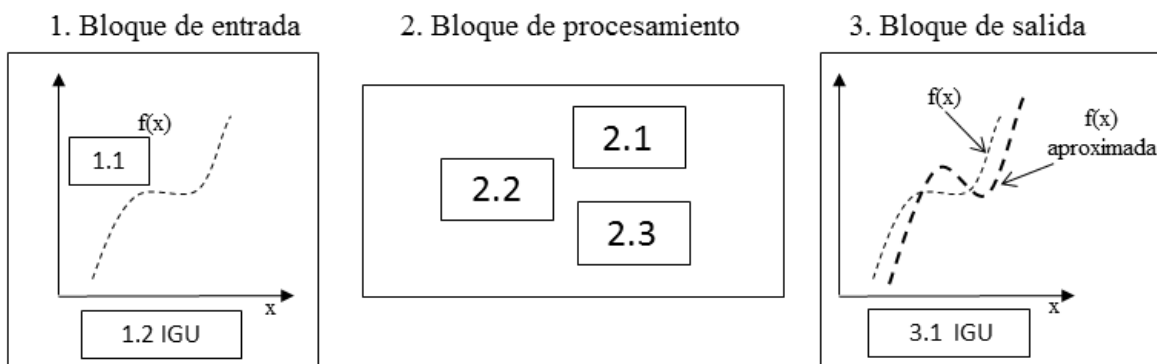 1. Bloque de entrada
f(x)
1.1
x
1.2 IGU
2. Bloque de procesamiento
2.1
2.2
2.3
3. Bloque de salida
f(x)
f(x)
aproximada
x
3.1 IGU